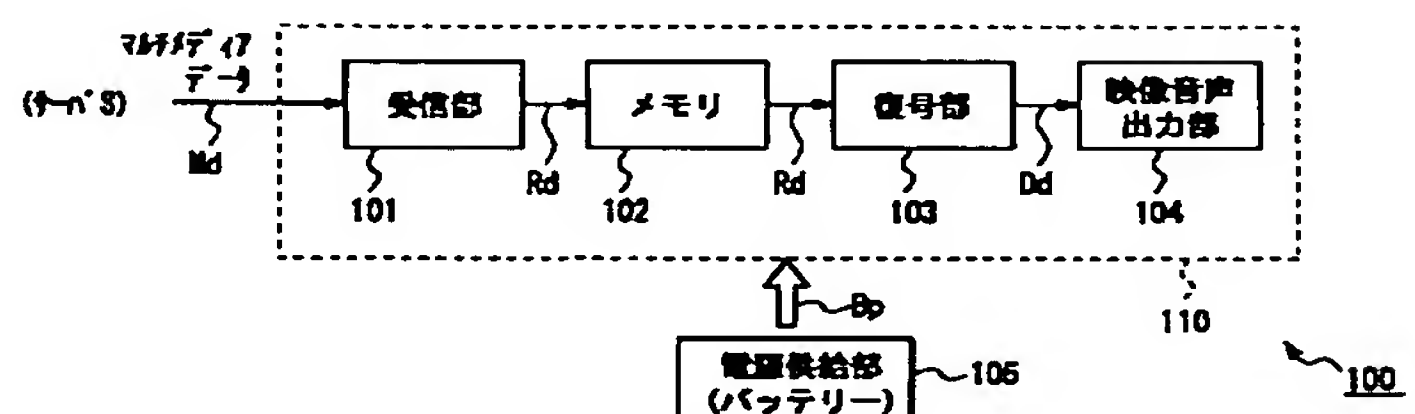 マルチメディア
データ
(サーバS)
受信部
メモリ
復号部
映像音声
出力部
Md
Rd
Rd
Dd
101
102
103
104
110
Bp
電源供給部
(バッテリー)
105
100